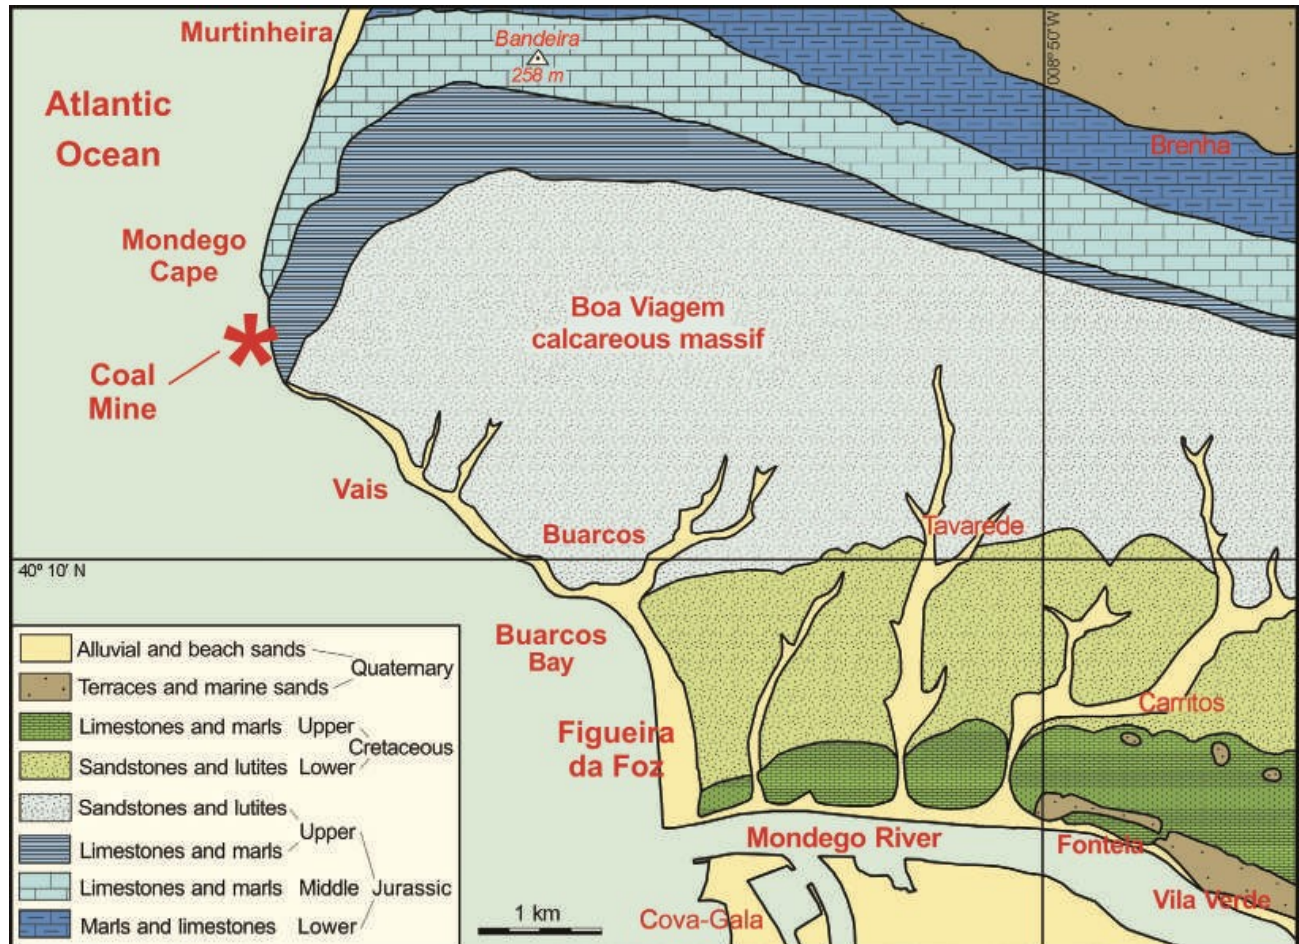 Murtinheira
Bandeira
258 m
008º 50' W
Atlantic
Ocean
Brenha
Mondego
Cape
Boa Viagem
calcareous massif
Coal
Mine
Vais
Buarcos
Tavarede
40º 10' N
Buarcos
Bay
Carritos
Figueira
da Foz
Mondego River
Fontela
Vila Verde
Cova-Gala
1 km
Alluvial and beach sands
Quaternary
Terraces and marine sands
Limestones and marls Upper
Cretaceous
Sandstones and lutites Lower
Sandstones and lutites
Upper
Limestones and marls
Limestones and marls Middle Jurassic
Marls and limestones Lower